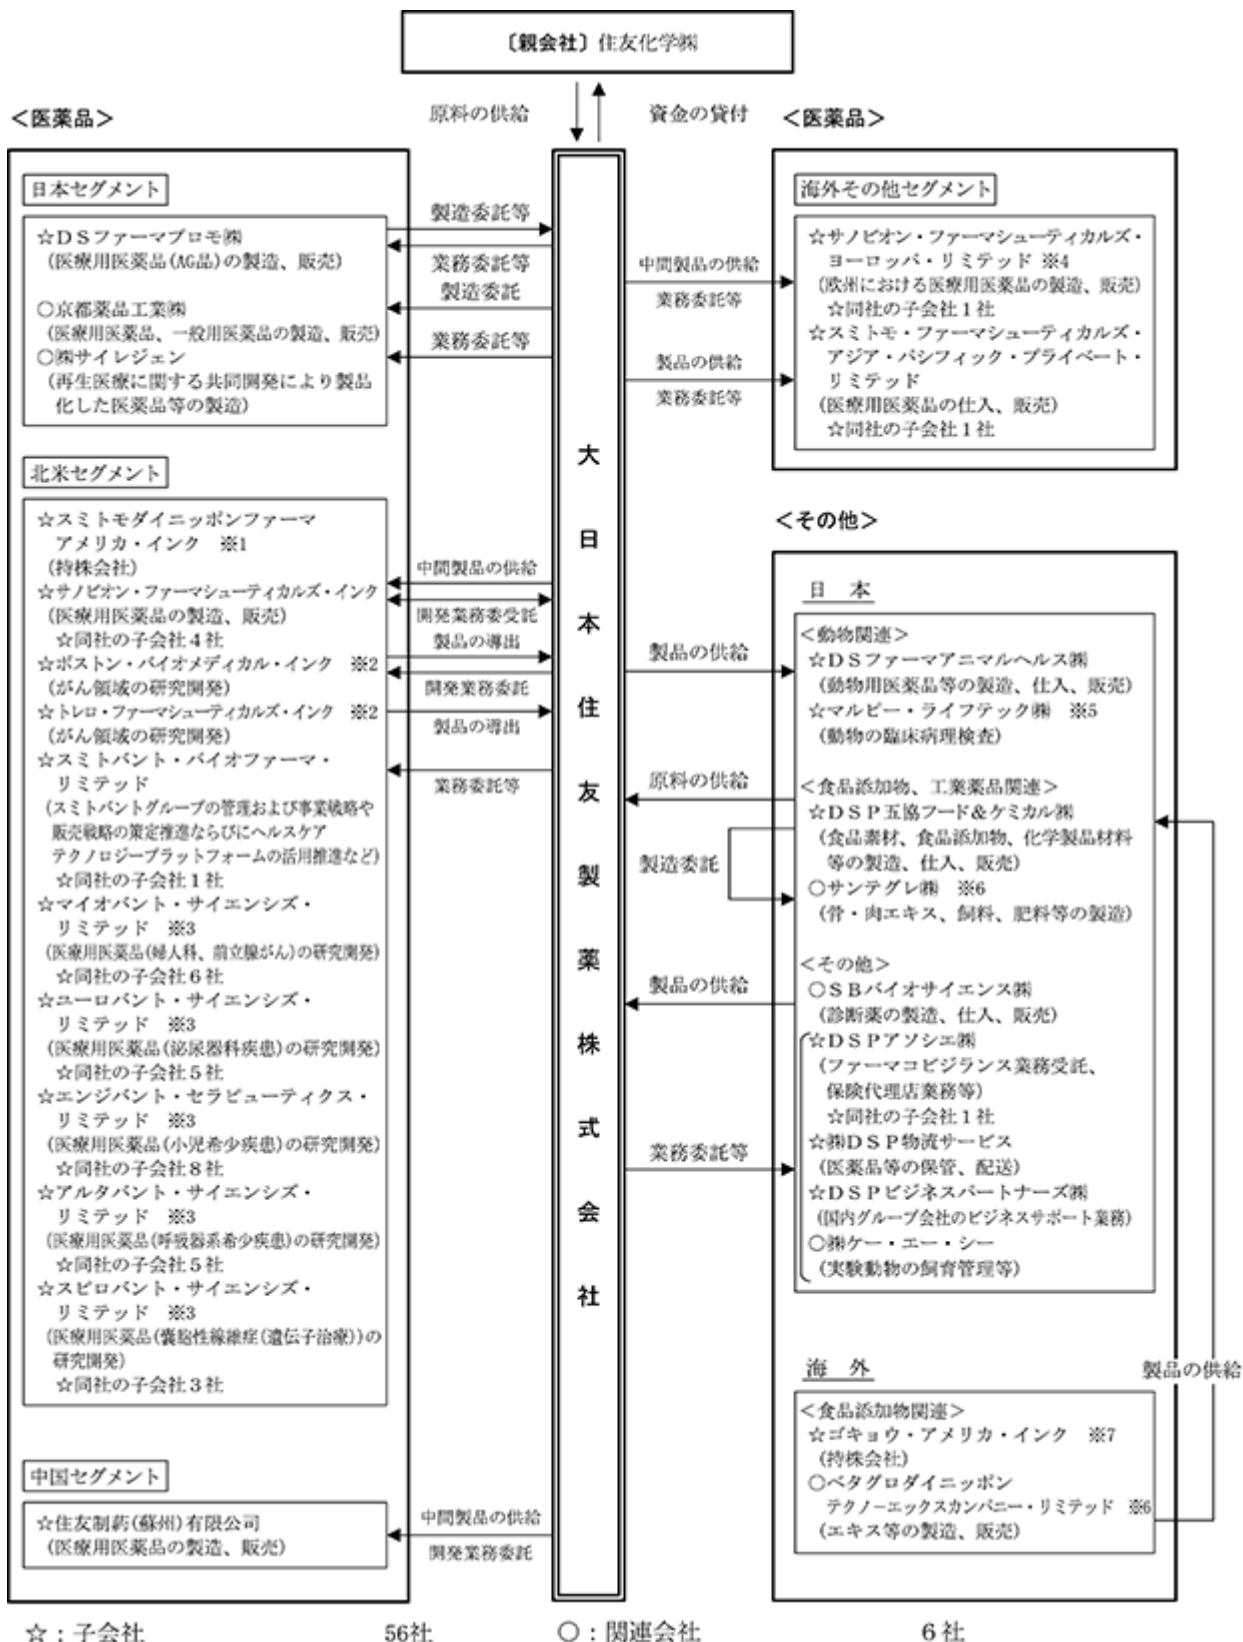 〔親会社〕住友化学㈱
原料の供給
資金の貸付
＜医薬品＞
日本セグメント
☆ＤＳファーマプロモ㈱
(医療用医薬品(AG品)の製造、販売)
○京都薬品工業㈱
(医療用医薬品、一般用医薬品の製造、販売)
○㈱サイレジェン
(再生医療に関する共同開発により製品
化した医薬品等の製造)
製造委託等
業務委託等
製造委託
業務委託等
北米セグメント
☆スミトモダイニッポンファーマ
アメリカ・インク　※1
(持株会社)
☆サノビオン・ファーマシューティカルズ・インク
(医療用医薬品の製造、販売)
☆同社の子会社４社
☆ボストン・バイオメディカル・インク　※2
(がん領域の研究開発)
☆トレロ・ファーマシューティカルズ・インク　※2
(がん領域の研究開発)
☆スミトバント・バイオファーマ・
リミテッド
(スミトバントグループの管理および事業戦略や
販売戦略の策定推進ならびにヘルスケア
テクノロジープラットフォームの活用推進など)
☆同社の子会社１社
☆マイオバント・サイエンシズ・
リミテッド　※3
(医療用医薬品(婦人科、前立腺がん)の研究開発)
☆同社の子会社６社
☆ユーロバント・サイエンシズ・
リミテッド　※3
(医療用医薬品(泌尿器科疾患)の研究開発)
☆同社の子会社５社
☆エンジバント・セラピューティクス・
リミテッド　※3
(医療用医薬品(小児希少疾患)の研究開発)
☆同社の子会社８社
☆アルタバント・サイエンシズ・
リミテッド　※3
(医療用医薬品(呼吸器系希少疾患)の研究開発)
☆同社の子会社５社
☆スピロバント・サイエンシズ・
リミテッド　※3
(医療用医薬品(嚢胞性線維症(遺伝子治療))の
研究開発)
☆同社の子会社３社
中間製品の供給
開発業務委受託
製品の導出
開発業務委託
製品の導出
業務委託等
中国セグメント
☆住友制葯(蘇州)有限公司
(医療用医薬品の製造、販売)
中間製品の供給
開発業務委託
大日本住友製薬株式会社
＜医薬品＞
海外その他セグメント
☆サノビオン・ファーマシューティカルズ・
ヨーロッパ・リミテッド ※4
(欧州における医療用医薬品の製造、販売)
☆同社の子会社１社
☆スミトモ・ファーマシューティカルズ・
アジア・パシフィック・プライベート・
リミテッド
(医療用医薬品の仕入、販売)
☆同社の子会社１社
中間製品の供給
業務委託等
製品の供給
業務委託等
＜その他＞
日　本
＜動物関連＞
☆ＤＳファーマアニマルヘルス㈱
(動物用医薬品等の製造、仕入、販売)
☆マルピー・ライフテック㈱　※5
(動物の臨床病理検査)
＜食品添加物、工業薬品関連＞
☆ＤＳＰ五協フード＆ケミカル㈱
(食品素材、食品添加物、化学製品材料
等の製造、仕入、販売)
○サンテグレ㈱　※6
(骨・肉エキス、飼料、肥料等の製造)
＜その他＞
○ＳＢバイオサイエンス㈱
(診断薬の製造、仕入、販売)
☆ＤＳＰアソシエ㈱
(ファーマコビジランス業務受託、
保険代理店業務等)
☆同社の子会社１社
☆㈱ＤＳＰ物流サービス
(医薬品等の保管、配送)
☆ＤＳＰビジネスパートナーズ㈱
(国内グループ会社のビジネスサポート業務)
○㈱ケー・エー・シー
(実験動物の飼育管理等)
製品の供給
原料の供給
製造委託
製品の供給
業務委託等
海　外
＜食品添加物関連＞
☆ゴキョウ・アメリカ・インク　※7
(持株会社)
○ベタグロダイニッポン
テクノ－エックスカンパニー・リミテッド　※6
(エキス等の製造、販売)
製品の供給
☆：子会社　56社　○：関連会社　６社